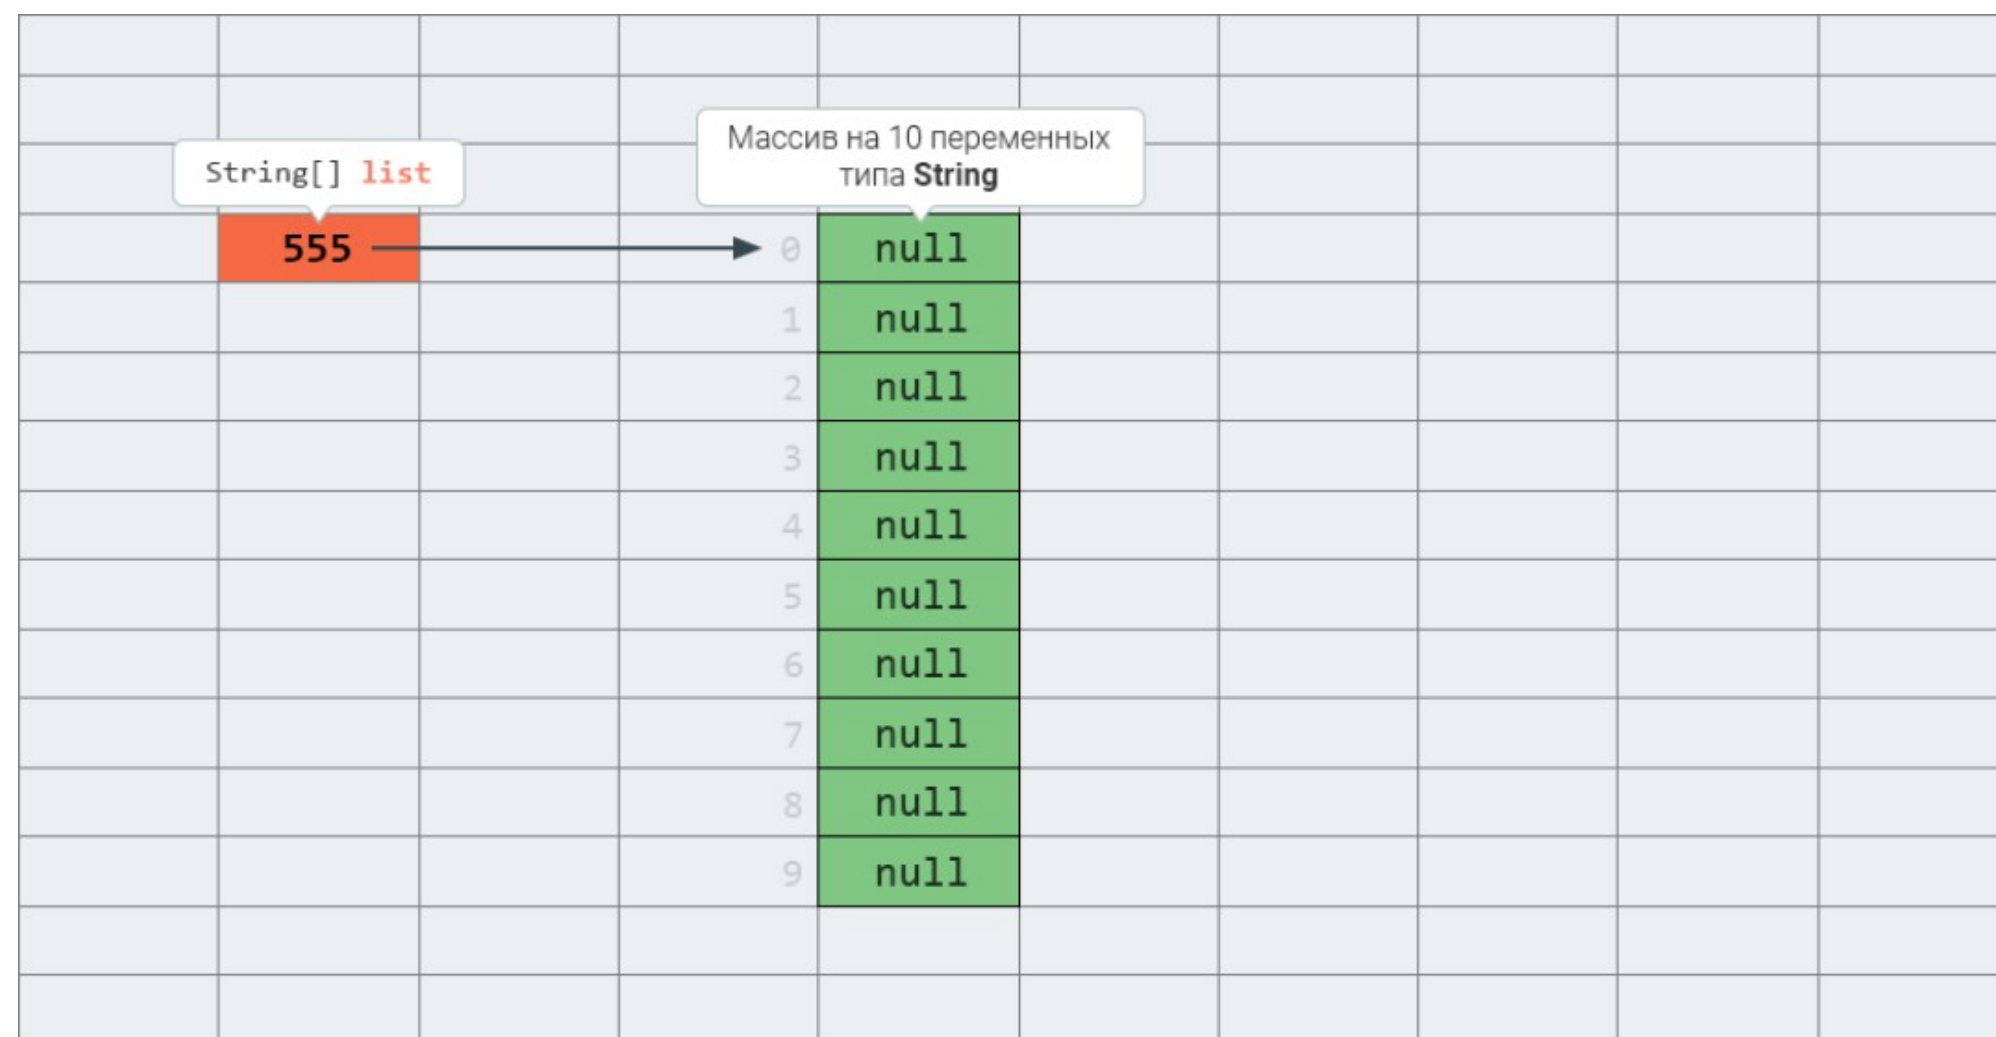 Массив на 10 переменных
типа String
String[] list
555
0 null
1 null
2 null
3 null
4 null
5 null
6 null
7 null
8 null
9 null